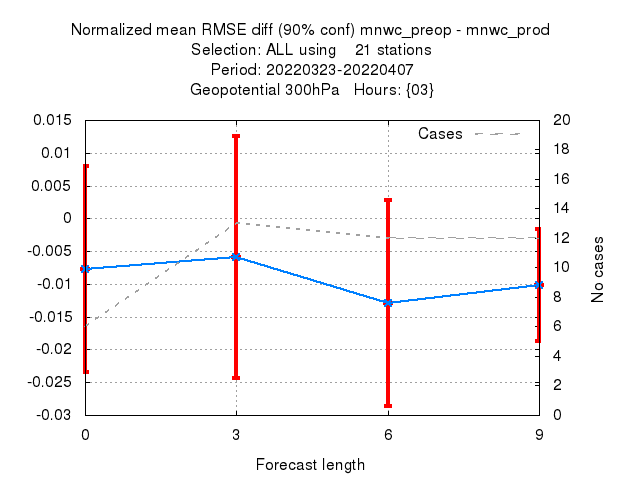 Normalized mean RMSE diff (90% conf) mnwc_preop - mnwc_prod
Selection: ALL using 21 stations
Period: 20220323-20220407
Geopotential 300hPa Hours: {03}
Cases
0.015
0.01
0.005
0
-0.005
-0.01
-0.015
-0.02
-0.025
-0.03
20
18
16
14
12
10
8
6
4
2
0
No cases
0 3 6 9
Forecast length